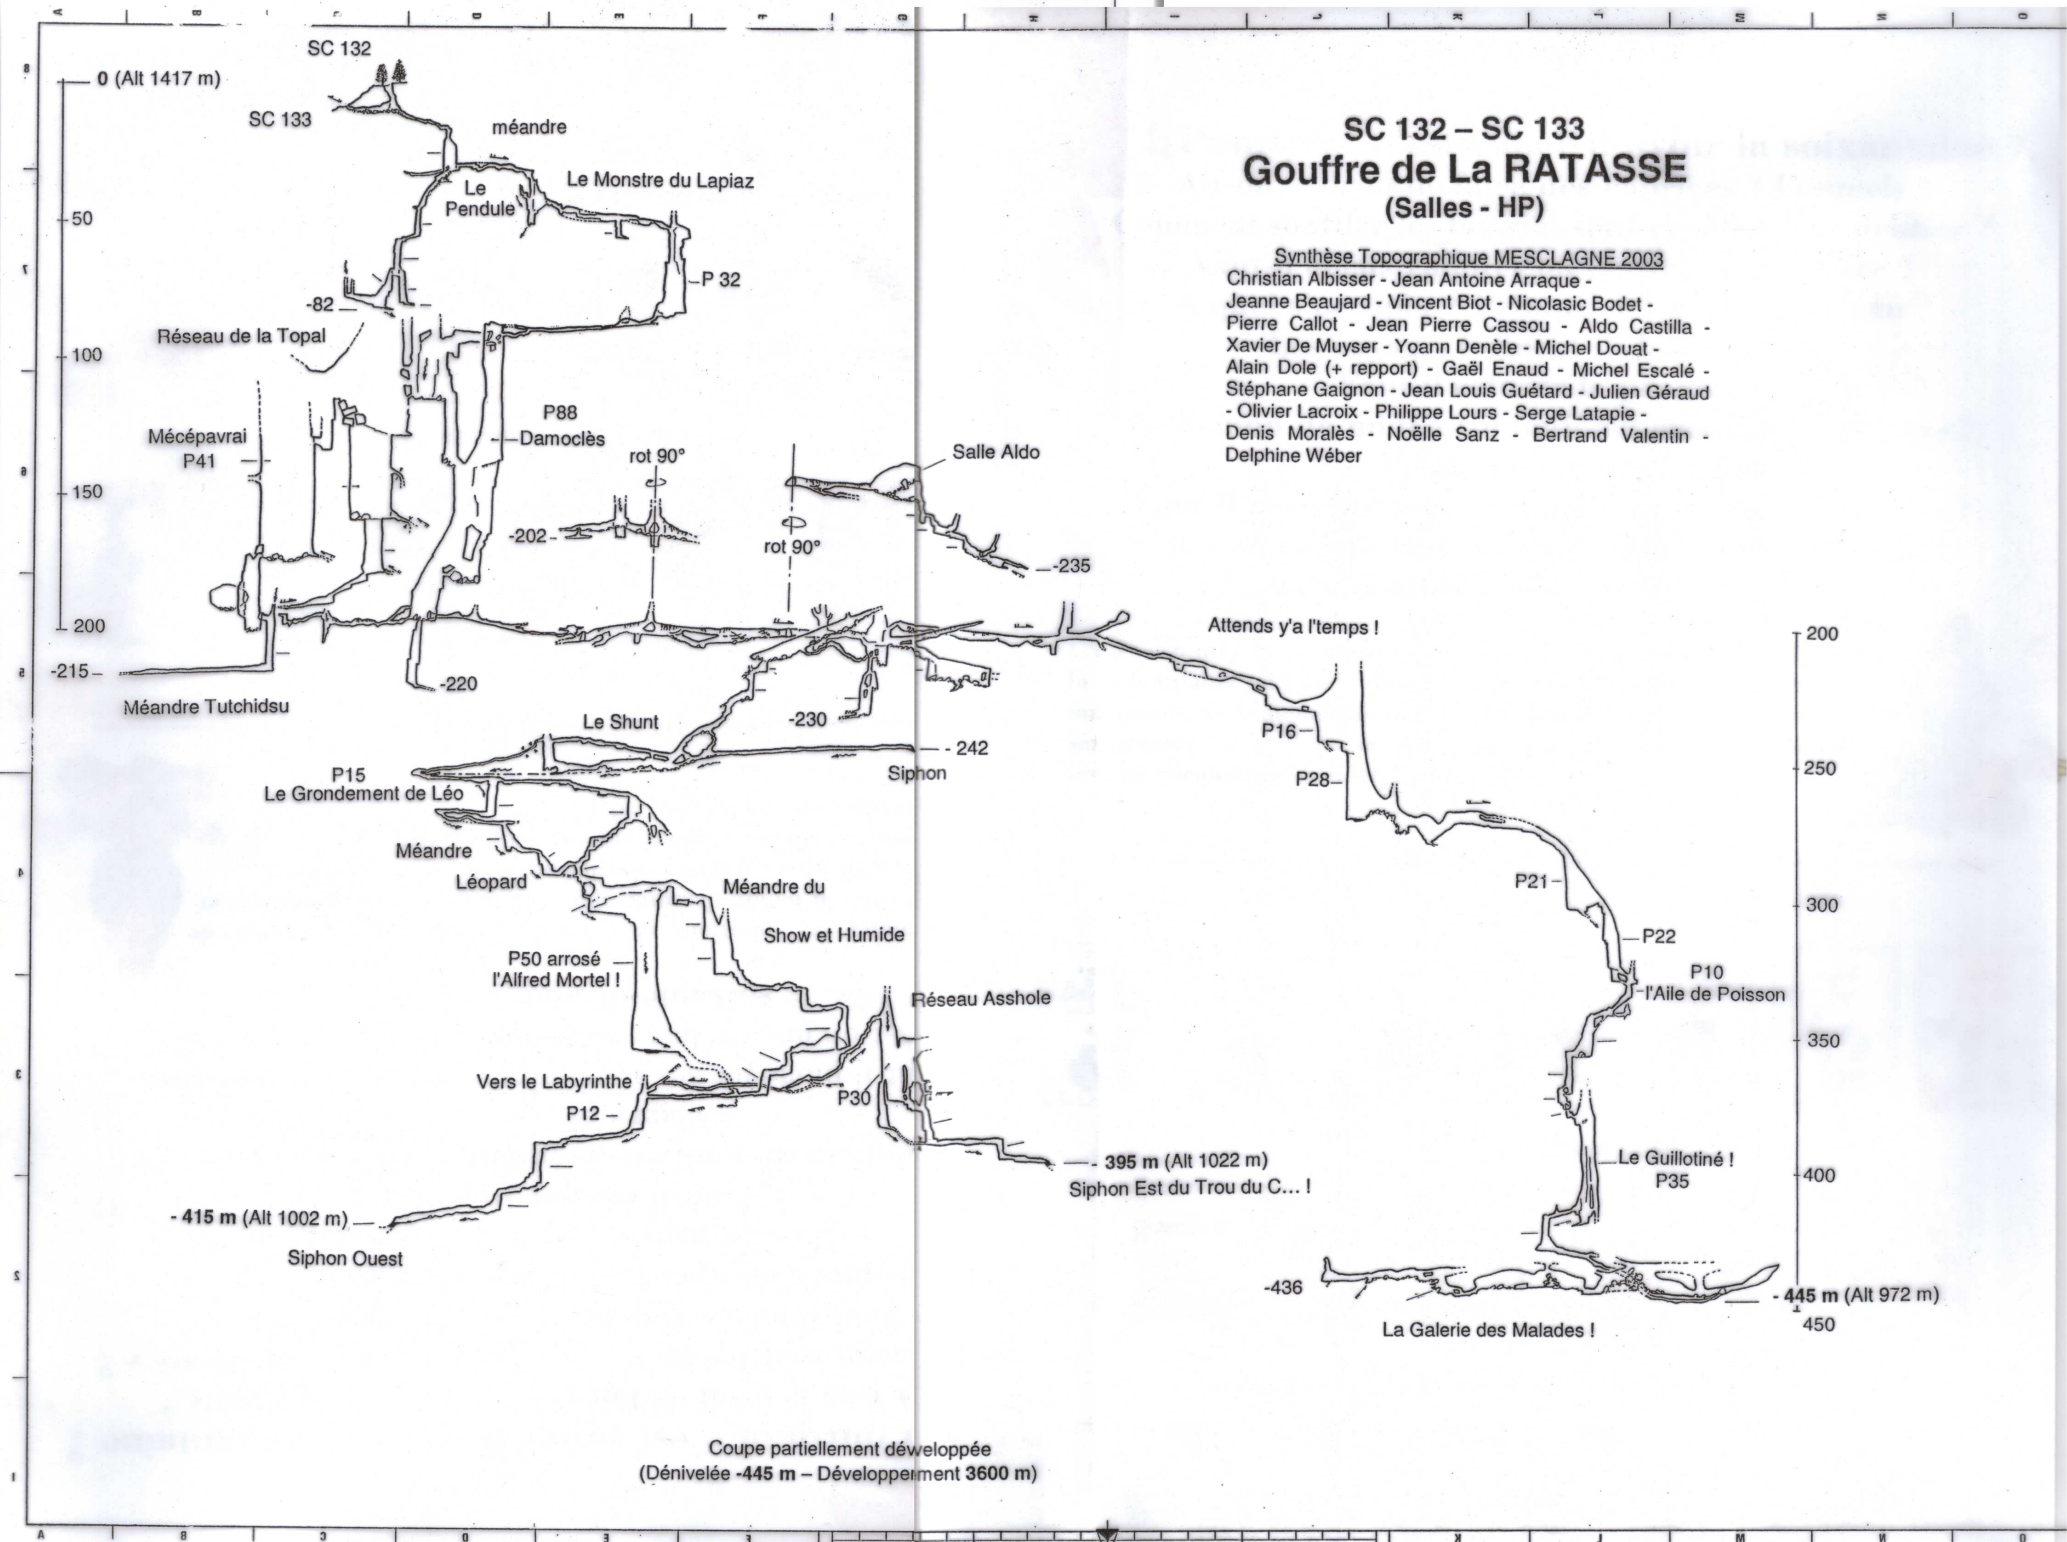 SC 132
0 (Alt 1417 m)
SC 133
méandre
Le Monstre du Lapiaz
Le
Pendule
50
P 32
-82
Réseau de la Topal
100
P88
Damoclès
Mécépavrai
P41
rot 90°
Salle Aldo
150
-202
rot 90°
-235
200
-215
-220
Méandre Tutchidsu
-230
Le Shunt
- 242
Siphon
P15
Le Grondement de Léo
Méandre
Léopard
Méandre du
Show et Humide
P50 arrosé
l'Alfred Mortel !
Réseau Asshole
Vers le Labyrinthe
P12
P30
- 395 m (Alt 1022 m)
Siphon Est du Trou du C... !
- 415 m (Alt 1002 m)
Siphon Ouest
SC 132 – SC 133
Gouffre de La RATASSE
(Salles - HP)
Synthèse Topographique MESCLAGNE 2003
Christian Albisser - Jean Antoine Arraque -
Jeanne Beaujard - Vincent Biot - Nicolasic Bodet -
Pierre Callot - Jean Pierre Cassou - Aldo Castilla -
Xavier De Muyser - Yoann Denèle - Michel Douat -
Alain Dole (+ repport) - Gaël Enaud - Michel Escalé -
Stéphane Gaignon - Jean Louis Guétard - Julien Géraud
- Olivier Lacroix - Philippe Lours - Serge Latapie -
Denis Moralès - Noëlle Sanz - Bertrand Valentin -
Delphine Wéber
Attends y'a l'temps !
200
P16
P28
250
P21
300
P22
P10
l'Aile de Poisson
350
Le Guillotiné !
P35
400
-436
- 445 m (Alt 972 m)
450
La Galerie des Malades !
Coupe partiellement déweloppée
(Dénivelée -445 m – Développement 3600 m)